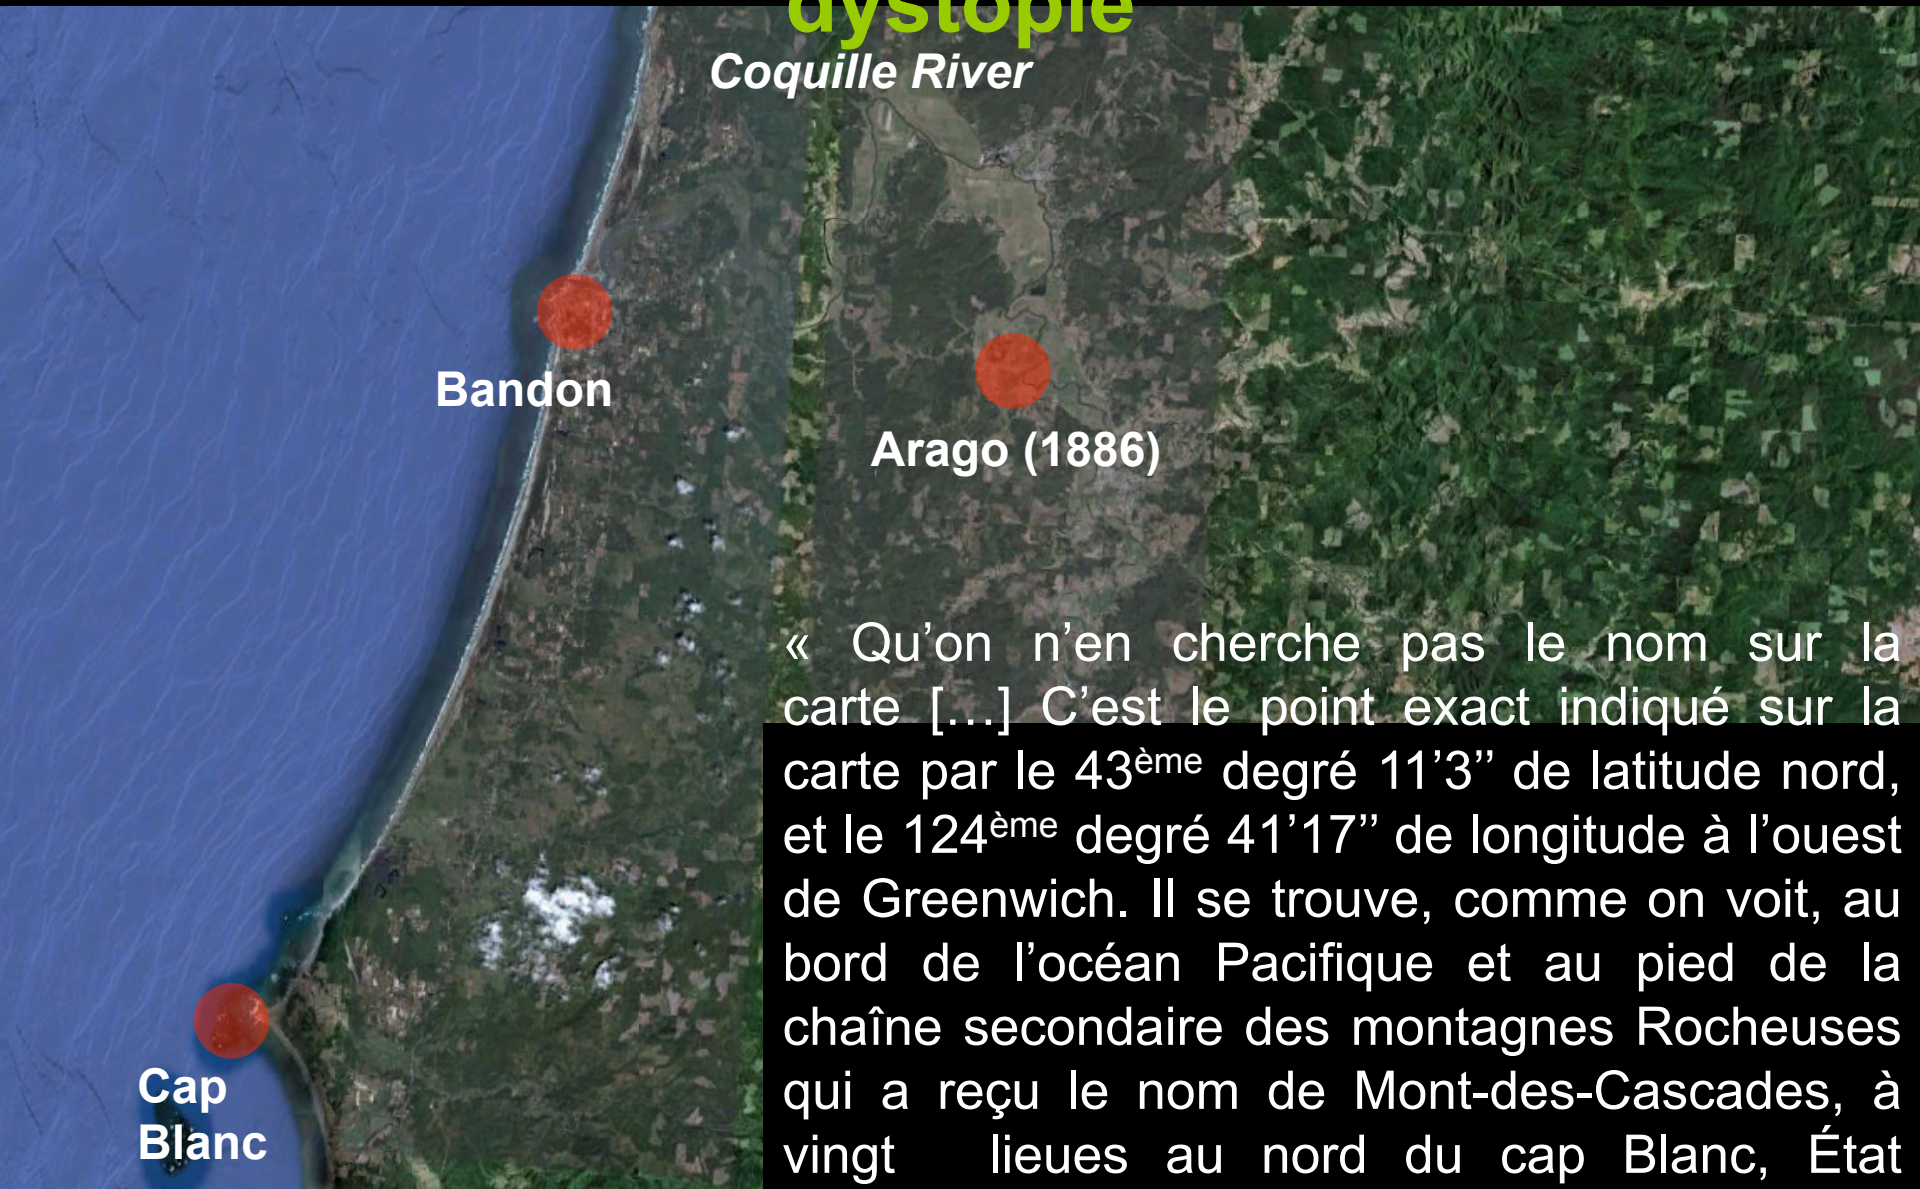 dystopie
Coquille River
Bandon
Arago (1886)
« Qu’on n’en cherche pas le nom sur la
carte […] C’est le point exact indiqué sur la
carte par le 43ème degré 11’3’’ de latitude nord,
et le 124ème degré 41’17’’ de longitude à l’ouest
de Greenwich. Il se trouve, comme on voit, au
bord de l’océan Pacifique et au pied de la
chaîne secondaire des montagnes Rocheuses
qui a reçu le nom de Mont-des-Cascades, à
vingt lieues au nord du cap Blanc, État
Cap
Blanc